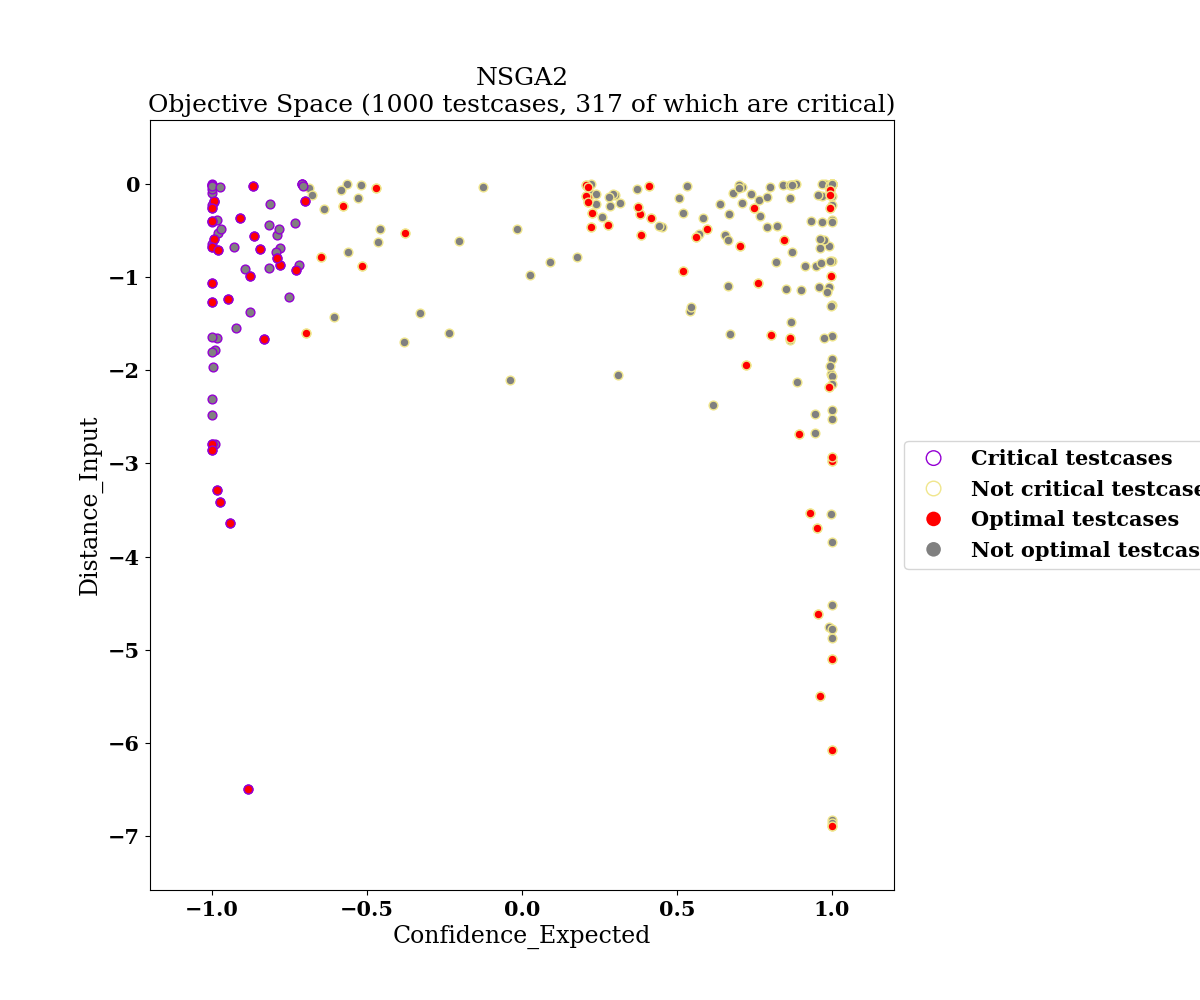 NSGA2
Objective Space (1000 testcases, 317 of which are critical)
0
−1
−2
−3
−4
−5
−6
−7
Distance_Input
−1.0
−0.5
0.0
0.5
1.0
Confidence_Expected
Critical testcases
Not critical testcase
Optimal testcases
Not optimal testcas